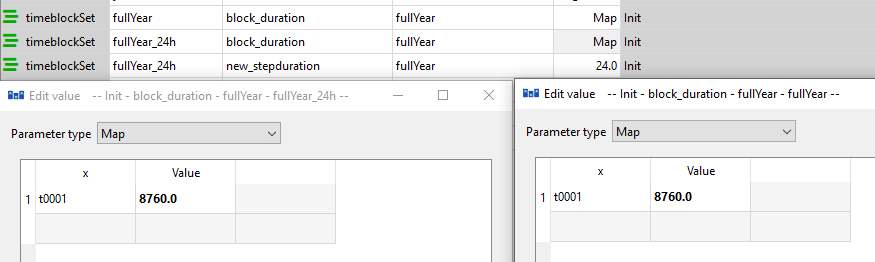 timeblockSet fullYear block_duration fullYear Map Init
timeblockSet fullYear_24h block_duration fullYear Map Init
timeblockSet fullYear_24h new_stepduration fullYear 24.0 Init
Edit value -- Init - block_duration - fullYear - fullYear_24h --
Parameter type Map
x Value
1 t0001 8760.0
Edit value -- Init - block_duration - fullYear - fullYear --
Parameter type Map
x Value
1 t0001 8760.0